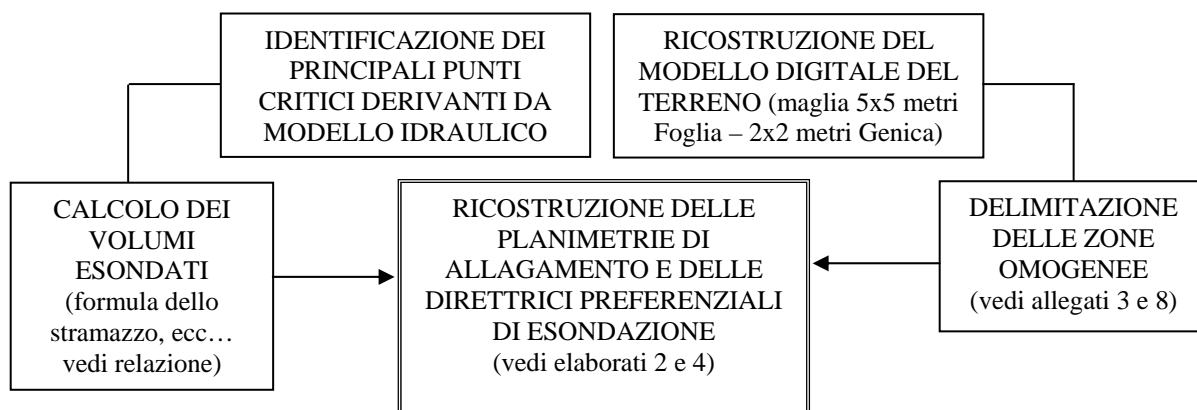 IDENTIFICAZIONE DEI
PRINCIPALI PUNTI
CRITICI DERIVANTI DA
MODELLO IDRAULICO
RICOSTRUZIONE DEL
MODELLO DIGITALE DEL
TERRENO (maglia 5x5 metri
Foglia – 2x2 metri Genica)
CALCOLO DEI
VOLUMI
ESONDATI
(formula dello
stramazzo, ecc…
vedi relazione)
RICOSTRUZIONE DELLE
PLANIMETRIE DI
ALLAGAMENTO E DELLE
DIRETTRICI PREFERENZIALI
DI ESONDAZIONE
(vedi elaborati 2 e 4)
DELIMITAZIONE
DELLE ZONE
OMOGENEE
(vedi allegati 3 e 8)